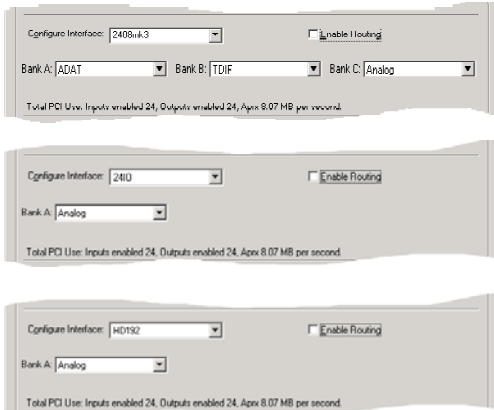 Configure Interface: 2408mk3 Enable Routing
Bank A: ADAT Bank B: TDIF Bank C: Analog
Total PCI Use: Inputs enabled 24, Outputs enabled 24, Aprx 8.07 MB per second.
Configure Interface: 24IO Enable Routing
Bank A: Analog
Total PCI Use: Inputs enabled 24, Outputs enabled 24, Aprx 8.07 MB per second.
Configure Interface: HD192 Enable Routing
Bank A: Analog
Total PCI Use: Inputs enabled 24, Outputs enabled 24, Aprx 8.07 MB per second.